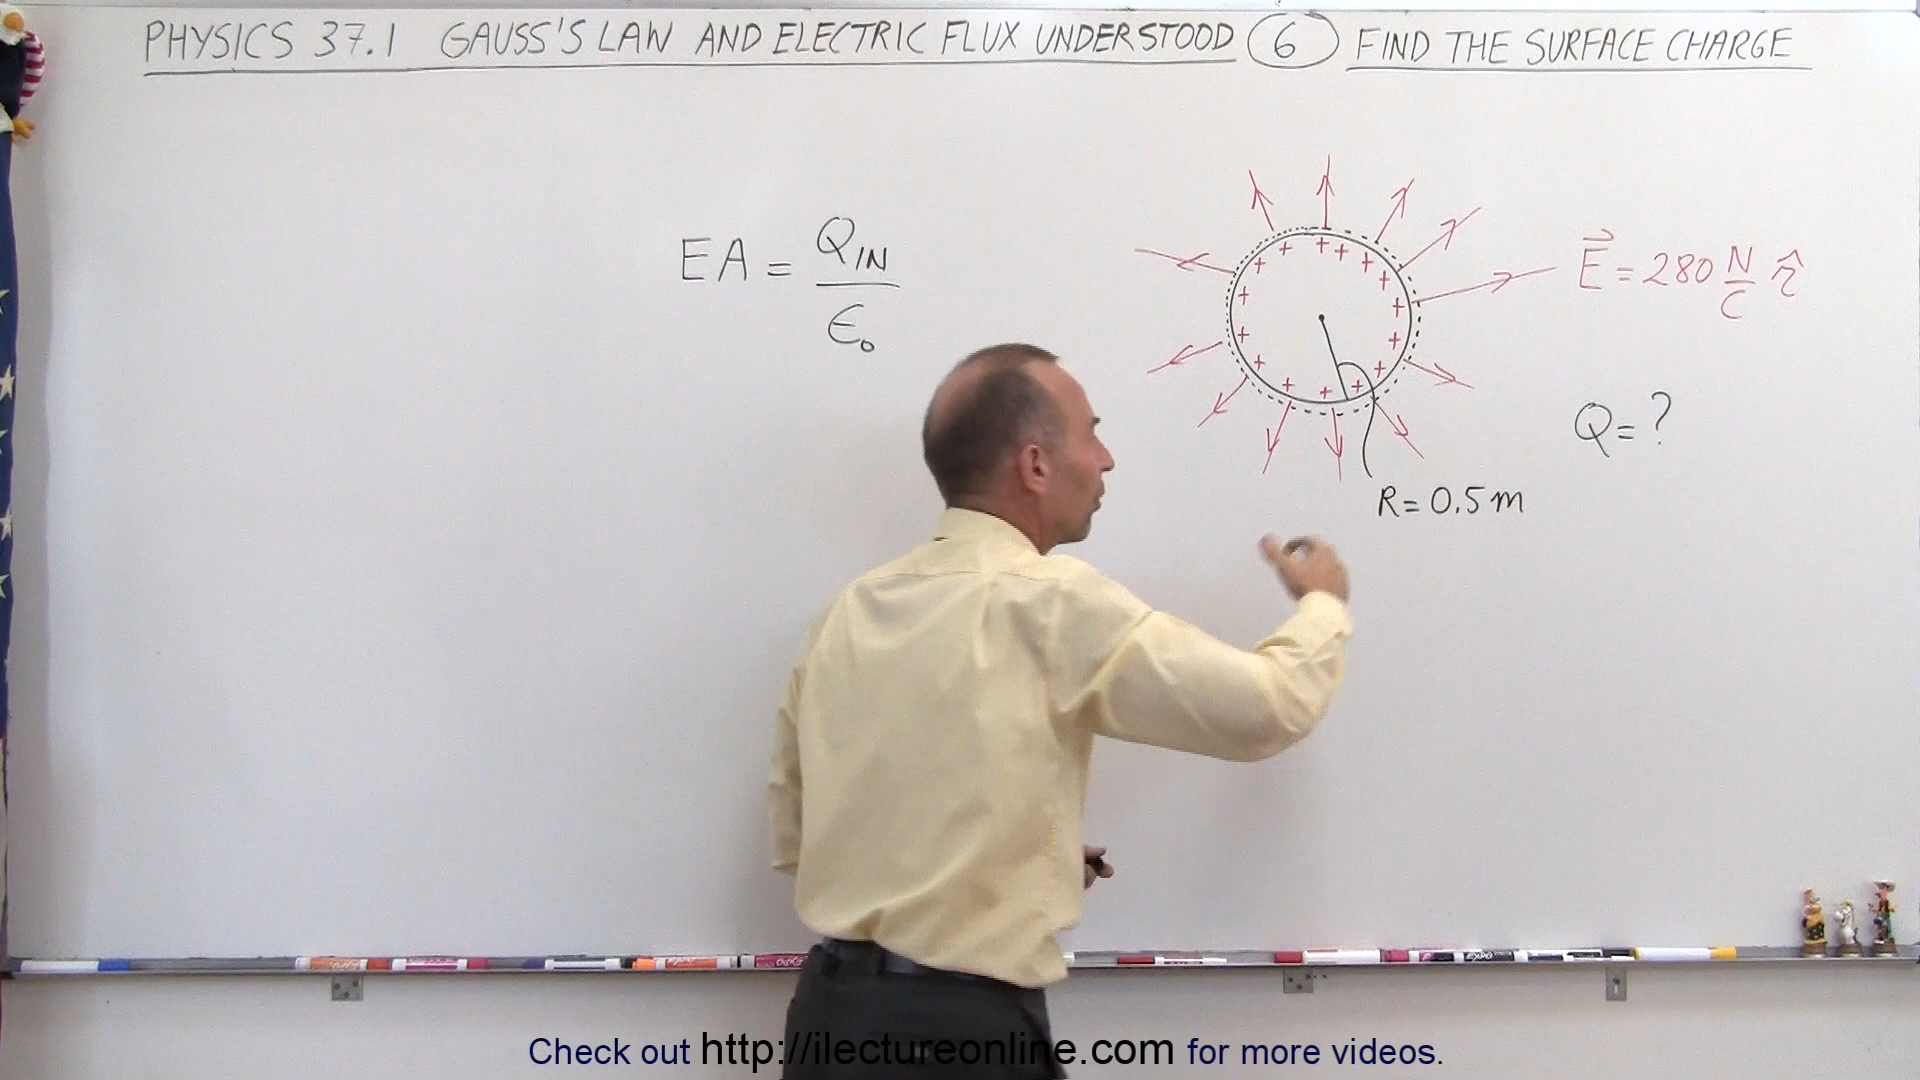 PHYSICS 37.1 GAUSS'S LAW AND ELECTRIC FLUX UNDERSTOOD 6 FIND THE SURFACE CHARGE
EA = Q_IN / ϵ₀
E⃗ = 280 N/C r̂
Q = ?
R = 0.5 m
Check out http://ilectureonline.com for more videos.